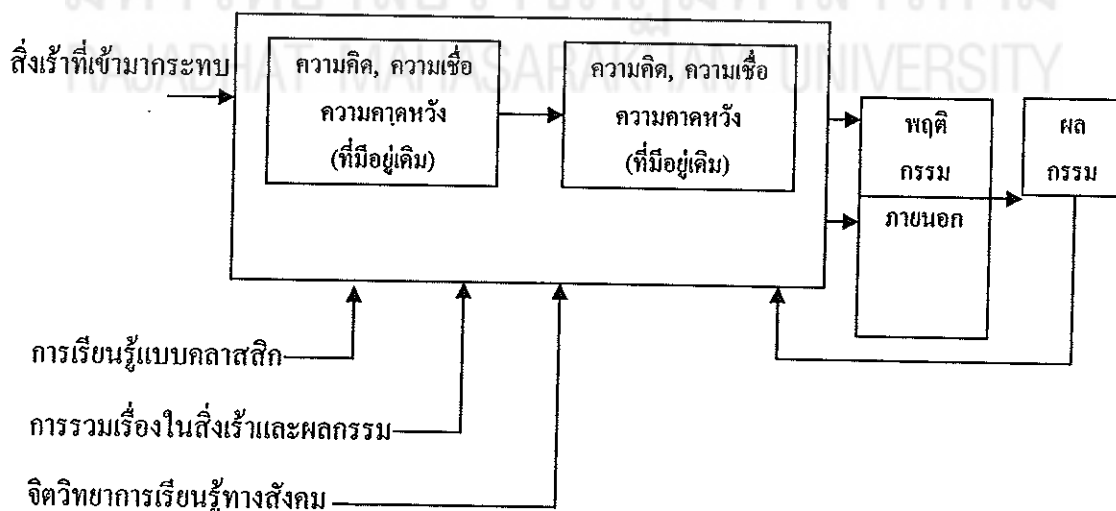 RAJABHAT MAHASARAKHAM UNIVERSITY
สิ่งเร้าที่เข้ามากระทบ
ความคิด, ความเชื่อ
ความคาดหวัง
(ที่มีอยู่เดิม)
ความคิด, ความเชื่อ
ความคาดหวัง
(ที่มีอยู่เดิม)
พฤติ
กรรม
ภายนอก
ผล
กรรม
การเรียนรู้แบบคลาสสิก
การรวมเรื่องในสิ่งเร้าและผลกรรม
จิตวิทยาการเรียนรู้ทางสังคม